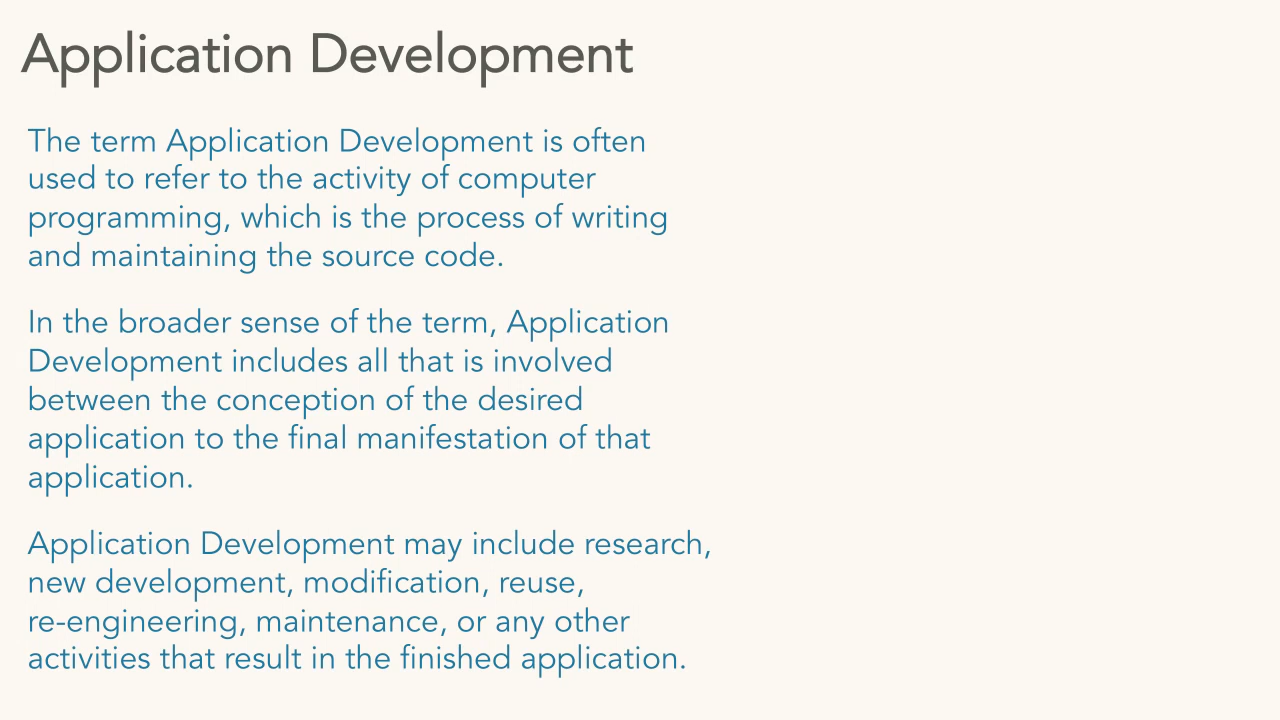 Application Development
The term Application Development is often
used to refer to the activity of computer
programming, which is the process of writing
and maintaining the source code.
In the broader sense of the term, Application
Development includes all that is involved
between the conception of the desired
application to the final manifestation of that
application.
Application Development may include research,
new development, modification, reuse,
re-engineering, maintenance, or any other
activities that result in the finished application.